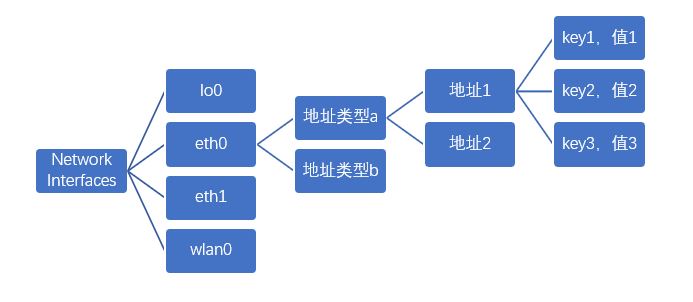 Network
Interfaces
lo0
eth0
eth1
wlan0
地址类型a
地址类型b
地址1
地址2
key1，值1
key2，值2
key3，值3